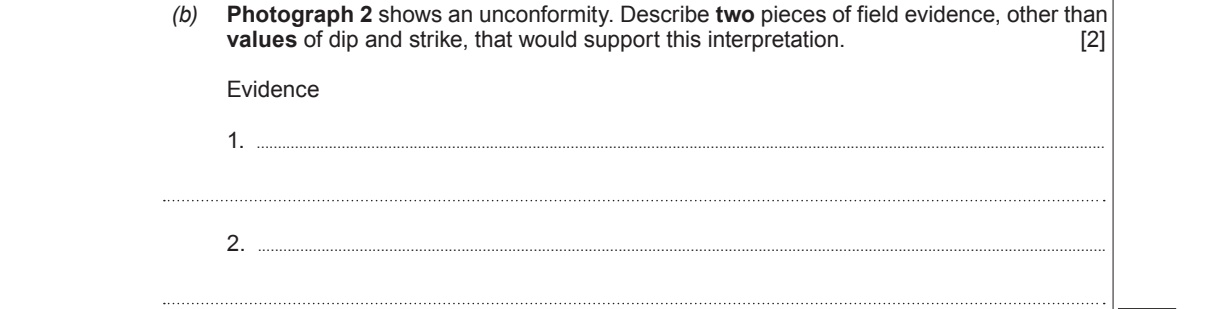 (b) Photograph 2 shows an unconformity. Describe two pieces of field evidence, other than
values of dip and strike, that would support this interpretation. [2]
Evidence
1.
2.